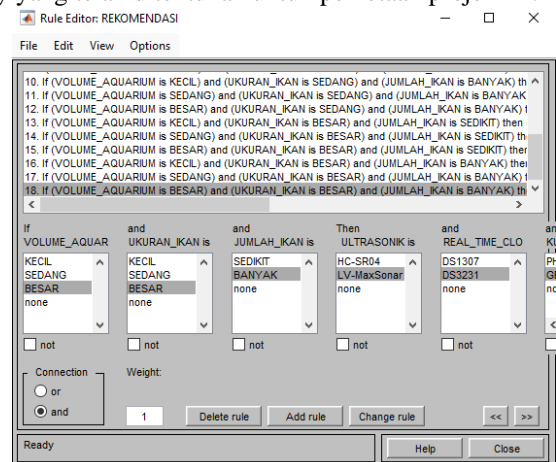 Rule Editor: REKOMENDASI
File Edit View Options
10. If (VOLUME_AQUARIUM is KECIL) and (UKURAN_IKAN is SEDANG) and (JUMLAH_IKAN is BANYAK) th
11. If (VOLUME_AQUARIUM is SEDANG) and (UKURAN_IKAN is SEDANG) and (JUMLAH_IKAN is BANYAK
12. If (VOLUME_AQUARIUM is BESAR) and (UKURAN_IKAN is SEDANG) and (JUMLAH_IKAN is BANYAK) t
13. If (VOLUME_AQUARIUM is KECIL) and (UKURAN_IKAN is BESAR) and (JUMLAH_IKAN is SEDIKIT) then
14. If (VOLUME_AQUARIUM is SEDANG) and (UKURAN_IKAN is BESAR) and (JUMLAH_IKAN is SEDIKIT) th
15. If (VOLUME_AQUARIUM is BESAR) and (UKURAN_IKAN is BESAR) and (JUMLAH_IKAN is SEDIKIT) ther
16. If (VOLUME_AQUARIUM is KECIL) and (UKURAN_IKAN is BESAR) and (JUMLAH_IKAN is BANYAK) ther
17. If (VOLUME_AQUARIUM is SEDANG) and (UKURAN_IKAN is BESAR) and (JUMLAH_IKAN is BANYAK) t
18. If (VOLUME_AQUARIUM is BESAR) and (UKURAN_IKAN is BESAR) and (JUMLAH_IKAN is BANYAK) th
If and and Then and an
VOLUME_AQUAR UKURAN_IKAN is JUMLAH_IKAN is ULTRASONIK is REAL_TIME_CLO KU
KECIL KECIL SEDIKIT HC-SR04 DS1307 PH
SEDANG SEDANG BANYAK LV-MaxSonar DS3231 GE
BESAR BESAR none none none no
none none
not not not not not
Connection Weight:
or
and 1 Delete rule Add rule Change rule << >>
Ready Help Close